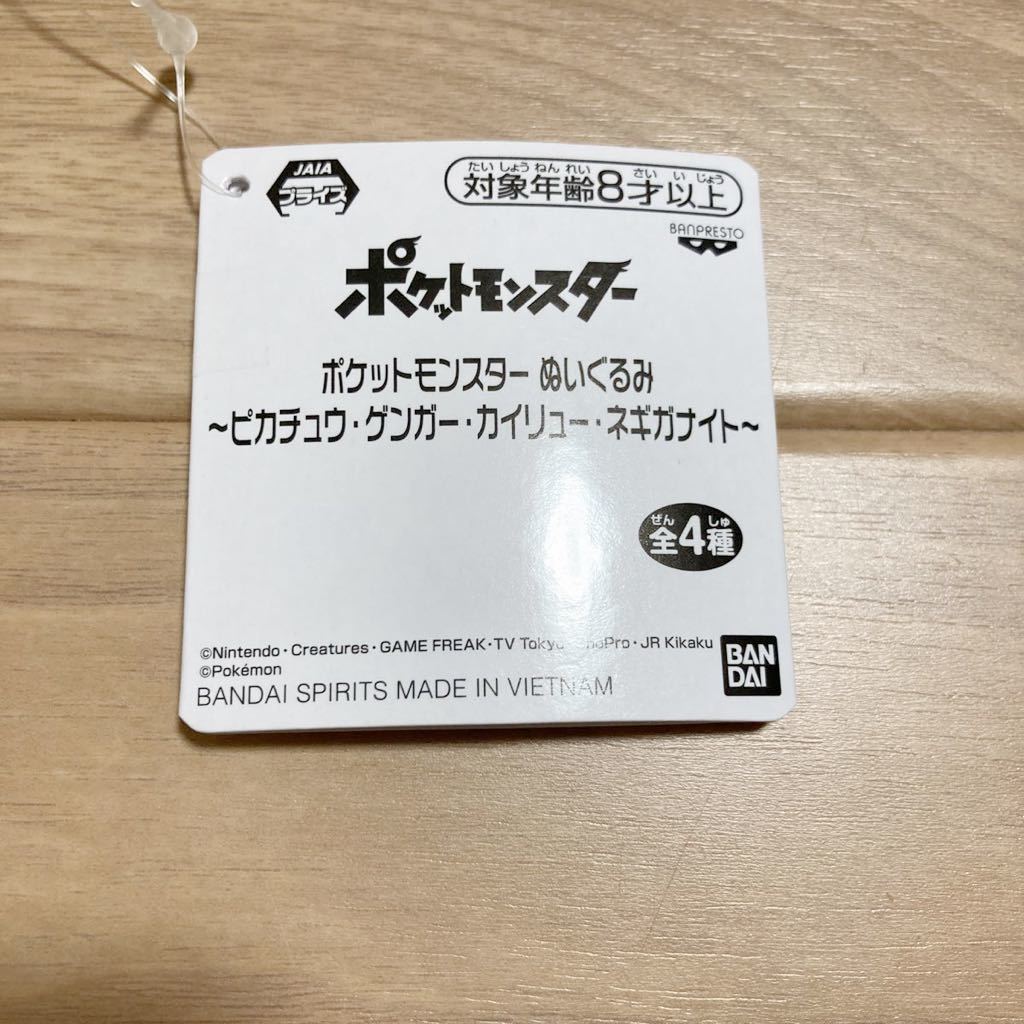 JAIA
プライズ
たいしょうねんれい さいいじょう
対象年齢8才以上
BANPRESTO
ポケットモンスター
ポケットモンスター ぬいぐるみ
～ピカチュウ・ゲンガー・カイリュー・ネギガナイト～
ぜん しゅ
全4種
©Nintendo・Creatures・GAME FREAK・TV Tokyo・ShoPro・JR Kikaku
©Pokémon
BANDAI SPIRITS MADE IN VIETNAM
BAN
DAI